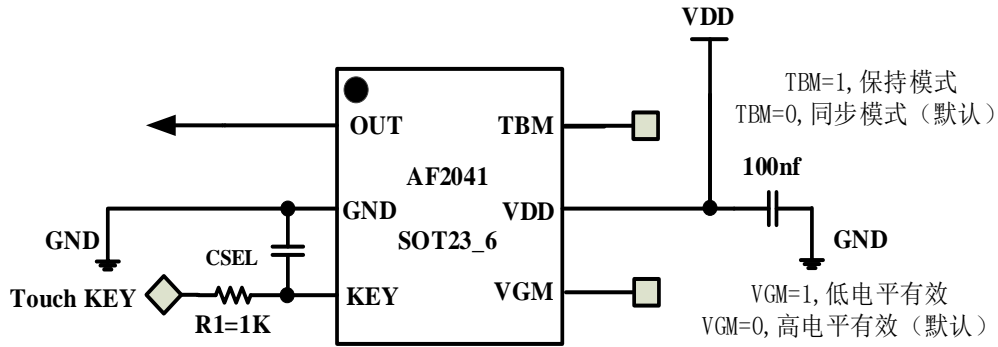 VDD
TBM=1,保持模式
TBM=0,同步模式（默认）
OUT
TBM
100nf
AF2041
GND
VDD
SOT23_6
GND
CSEL
GND
Touch KEY
KEY
VGM
R1=1K
VGM=1,低电平有效
VGM=0,高电平有效（默认）